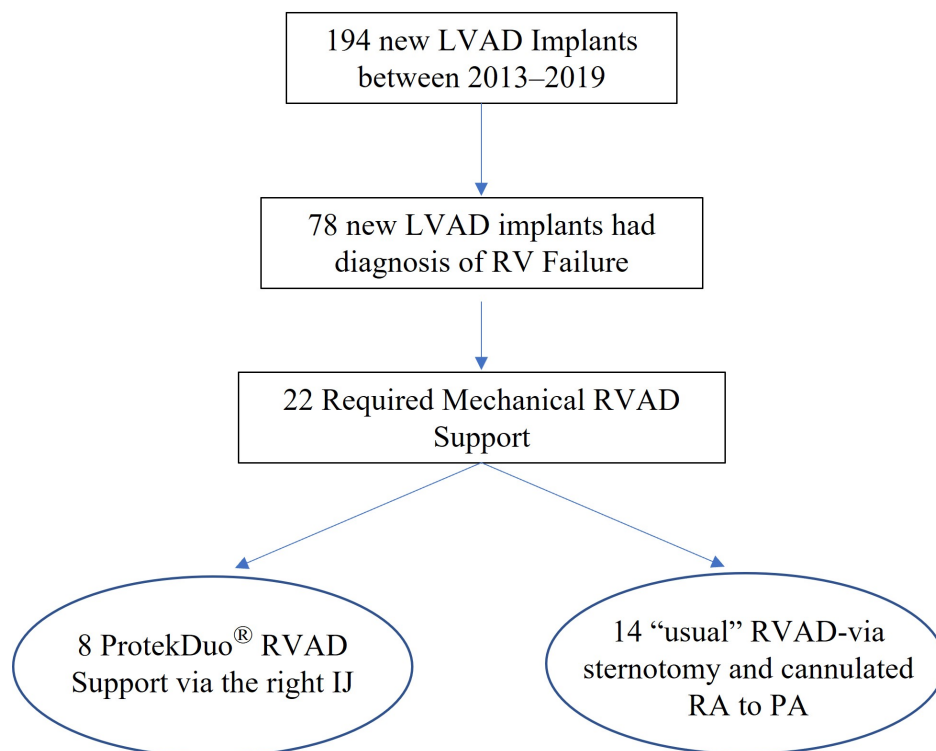 194 new LVAD Implants
between 2013–2019
78 new LVAD implants had
diagnosis of RV Failure
22 Required Mechanical RVAD
Support
8 ProtekDuo® RVAD
Support via the right IJ
14 “usual” RVAD-via
sternotomy and cannulated
RA to PA